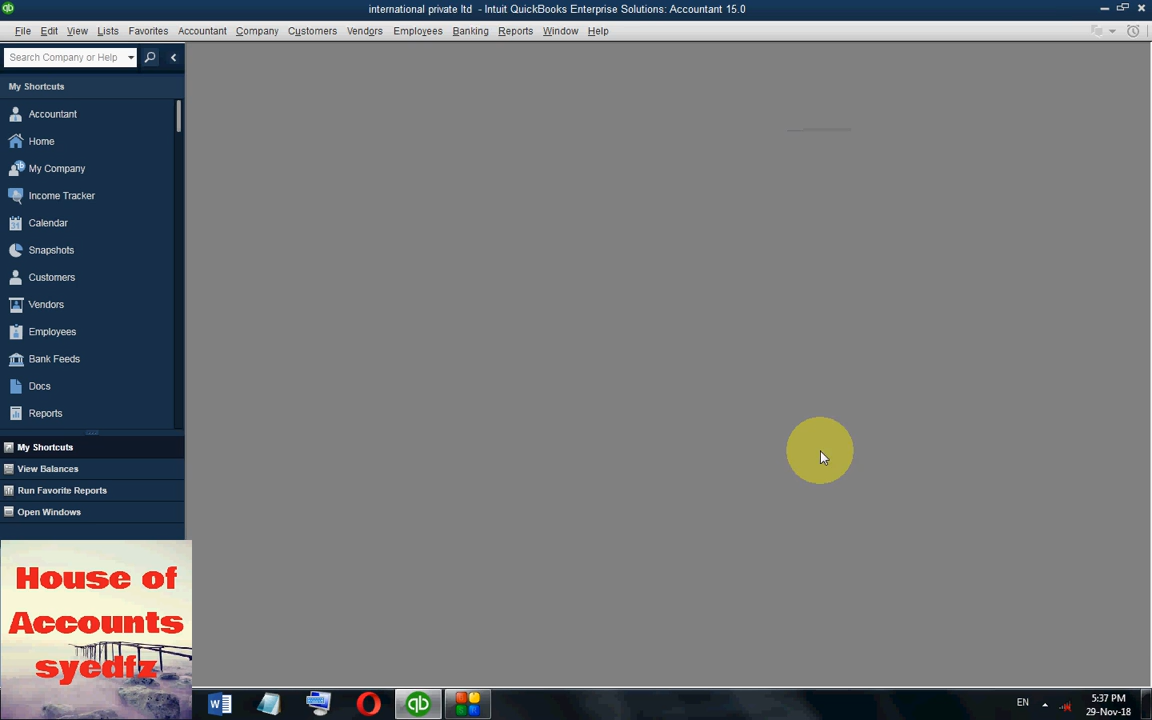 international private ltd - Intuit QuickBooks Enterprise Solutions: Accountant 15.0
File Edit View Lists Favorites Accountant Company Customers Vendors Employees Banking Reports Window Help
Search Company or Help
My Shortcuts
Accountant
Home
My Company
Income Tracker
Calendar
Snapshots
Customers
Vendors
Employees
Bank Feeds
Docs
Reports
My Shortcuts
View Balances
Run Favorite Reports
Open Windows
House of
Accounts
syedfz
EN
5:37 PM
29-Nov-18